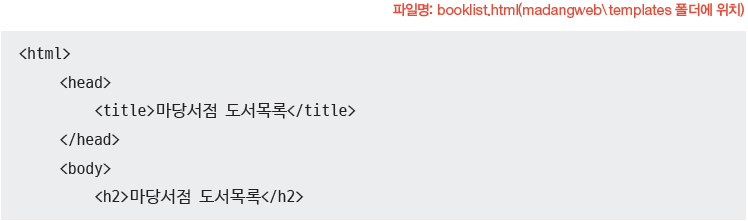 파일명: booklist.html(madangweb\templates 폴더에 위치)
<html>
<head>
<title>마당서점 도서목록</title>
</head>
<body>
<h2>마당서점 도서목록</h2>